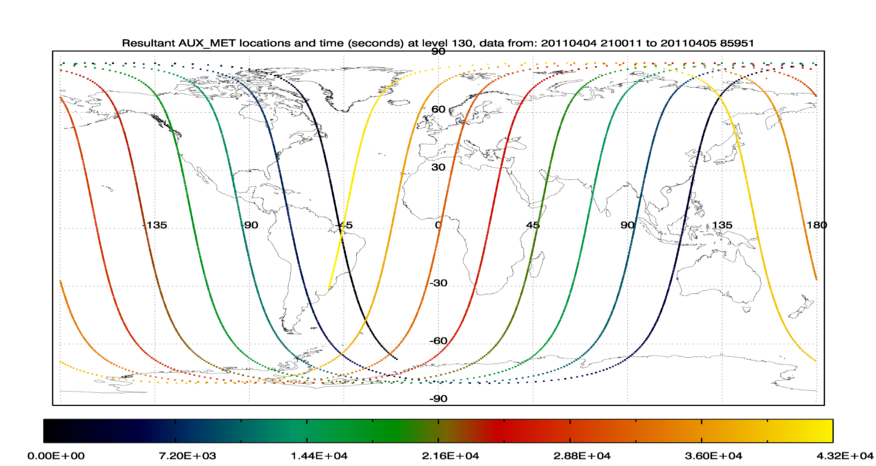 Resultant AUX_MET locations and time (seconds) at level 130, data from: 20110404 210011 to 20110405 85951
90
60
30
-135 -90 -45 0 45 90 135 180
-30
-60
-90
0.00E+00 7.20E+03 1.44E+04 2.16E+04 2.88E+04 3.60E+04 4.32E+04